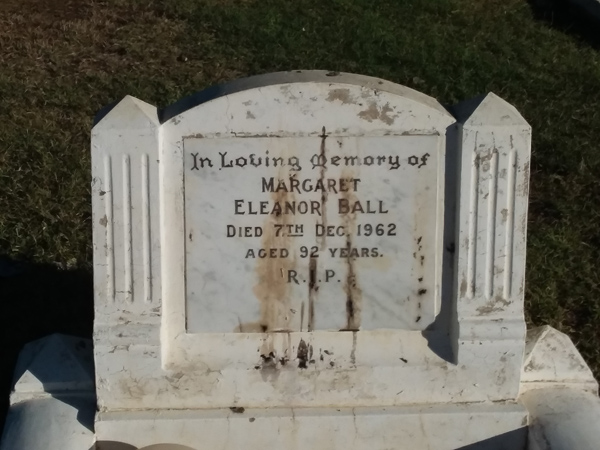 In Loving Memory of
MARGARET
ELEANOR BALL
DIED 7TH DEC. 1962
AGED 92 YEARS.
R.I.P.